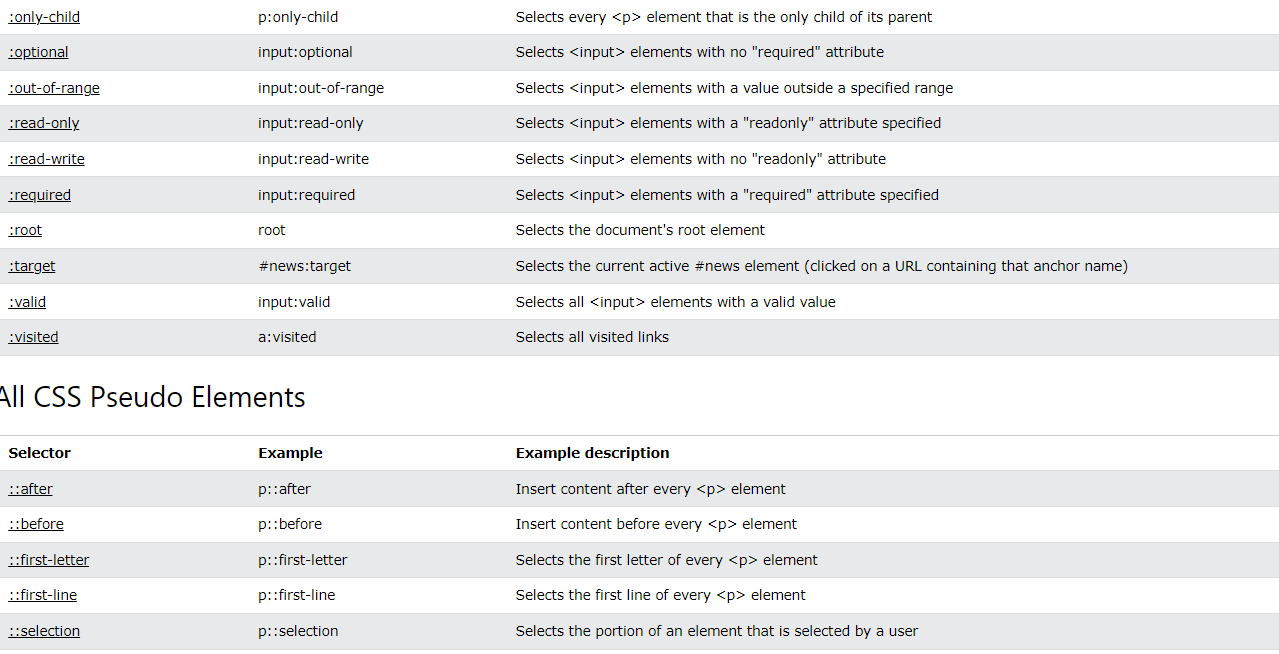 :only-child p:only-child Selects every <p> element that is the only child of its parent
:optional input:optional Selects <input> elements with no "required" attribute
:out-of-range input:out-of-range Selects <input> elements with a value outside a specified range
:read-only input:read-only Selects <input> elements with a "readonly" attribute specified
:read-write input:read-write Selects <input> elements with no "readonly" attribute
:required input:required Selects <input> elements with a "required" attribute specified
:root root Selects the document's root element
:target #news:target Selects the current active #news element (clicked on a URL containing that anchor name)
:valid input:valid Selects all <input> elements with a valid value
:visited a:visited Selects all visited links
All CSS Pseudo Elements
Selector Example Example description
::after p::after Insert content after every <p> element
::before p::before Insert content before every <p> element
::first-letter p::first-letter Selects the first letter of every <p> element
::first-line p::first-line Selects the first line of every <p> element
::selection p::selection Selects the portion of an element that is selected by a user